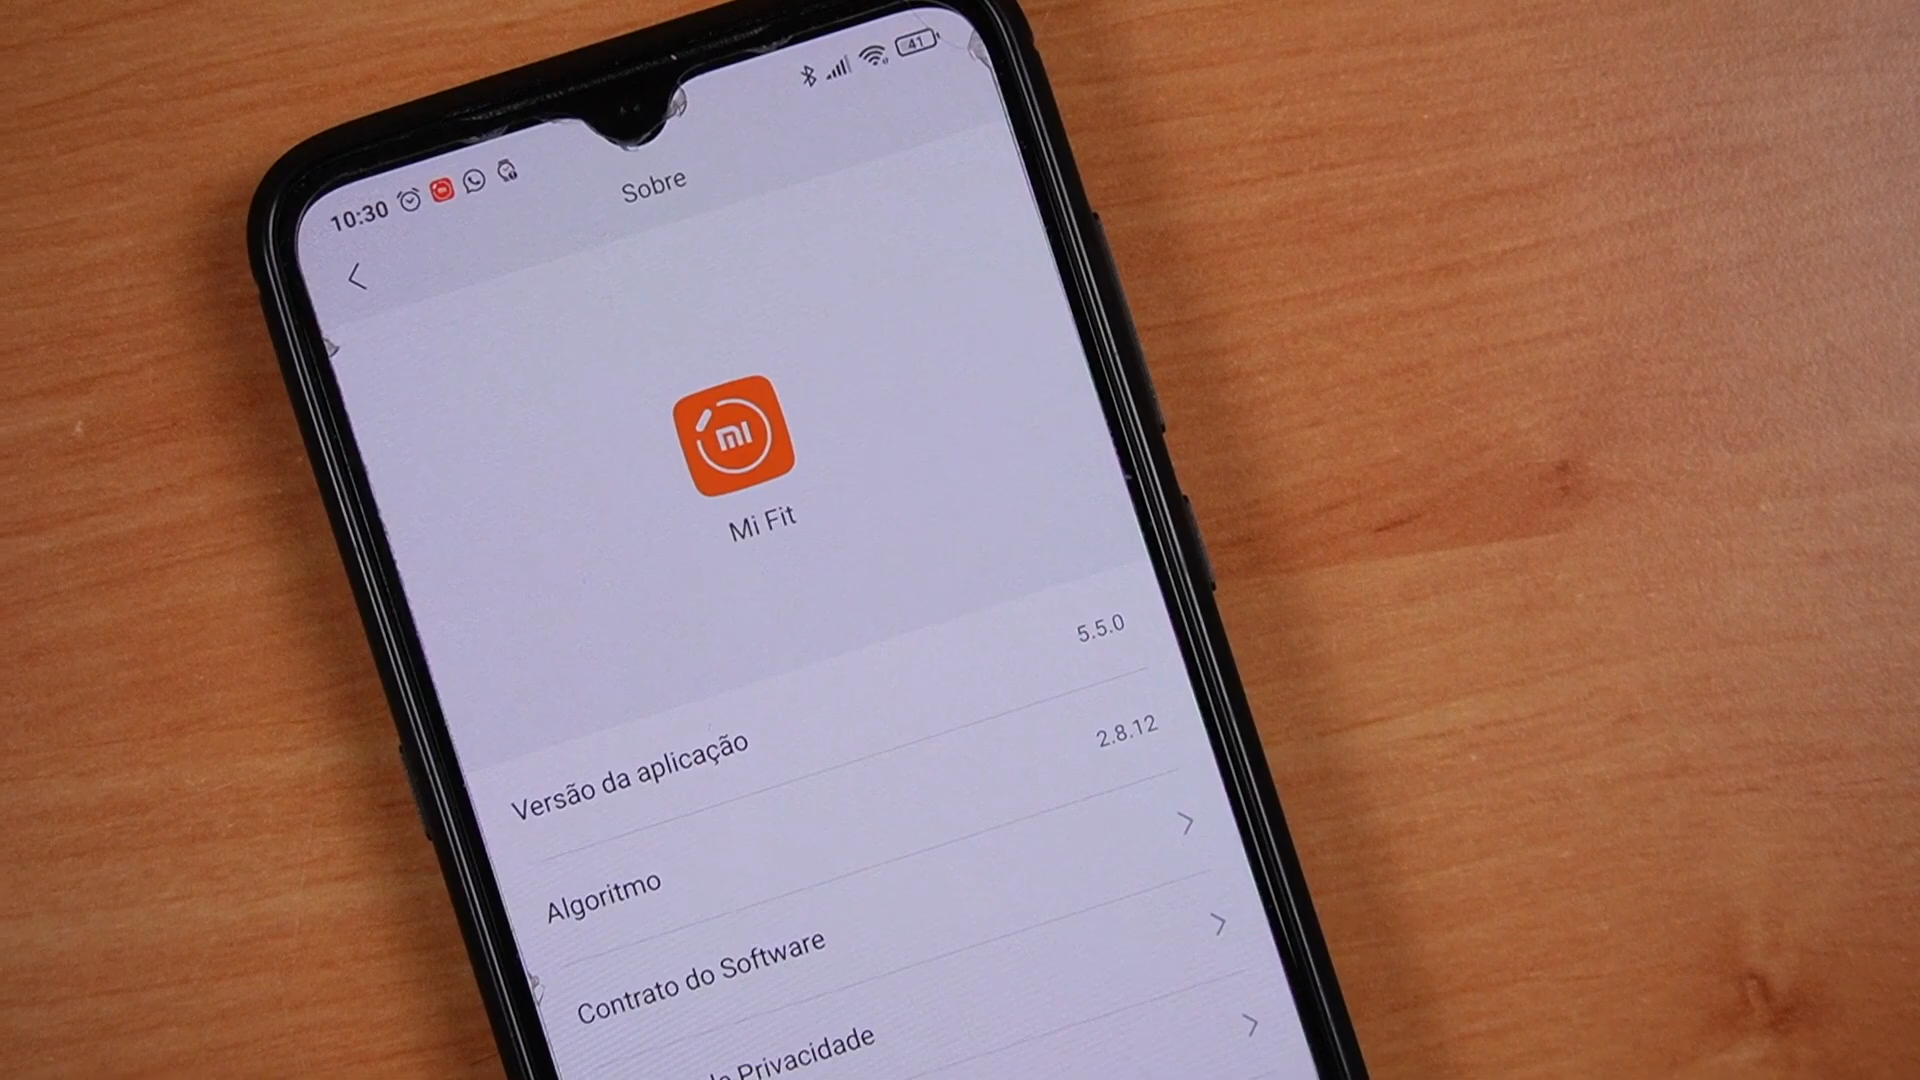 10:30
41
Sobre
MI
Mi Fit
Versão da aplicação 5.5.0
Algoritmo 2.8.12
Contrato do Software
Privacidade